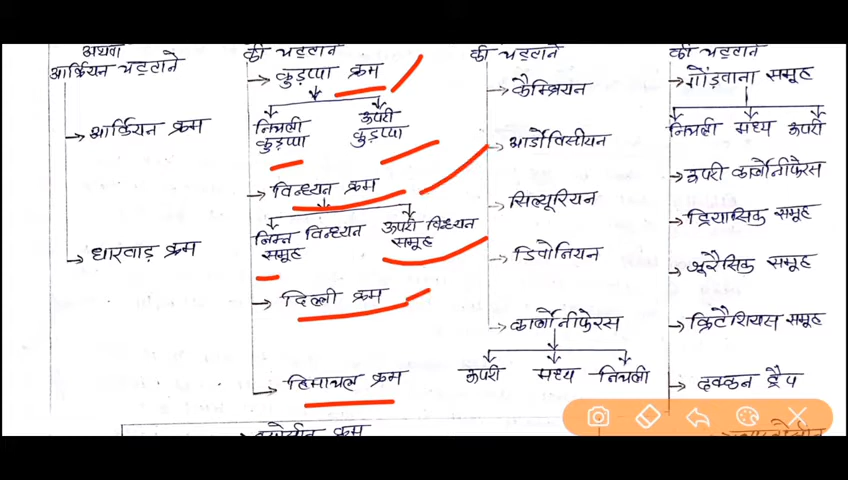 अथवा
आर्कियन चट्टाने
आर्कियन क्रम
धारवाड़ क्रम
की चट्टाने
कुड़प्पा क्रम
निचली
कुड़प्पा
ऊपरी
कुड़प्पा
विन्ध्यन क्रम
निम्न विन्ध्यन
समूह
ऊपरी विन्ध्यन
समूह
दिल्ली क्रम
हिमाचल क्रम
की चट्टाने
कैम्ब्रियन
आर्डोविसीयन
सिल्यूरियन
डिवोनियन
कार्बोनीफेरस
ऊपरी मध्य निचली
की चट्टाने
गोंडवाना समूह
निचली मध्य ऊपरी
ऊपरी कार्बोनीफेरस
ट्रियासिक समूह
जूरैसिक समूह
क्रिटैशियस समूह
दक्कन ट्रैप
क्रम